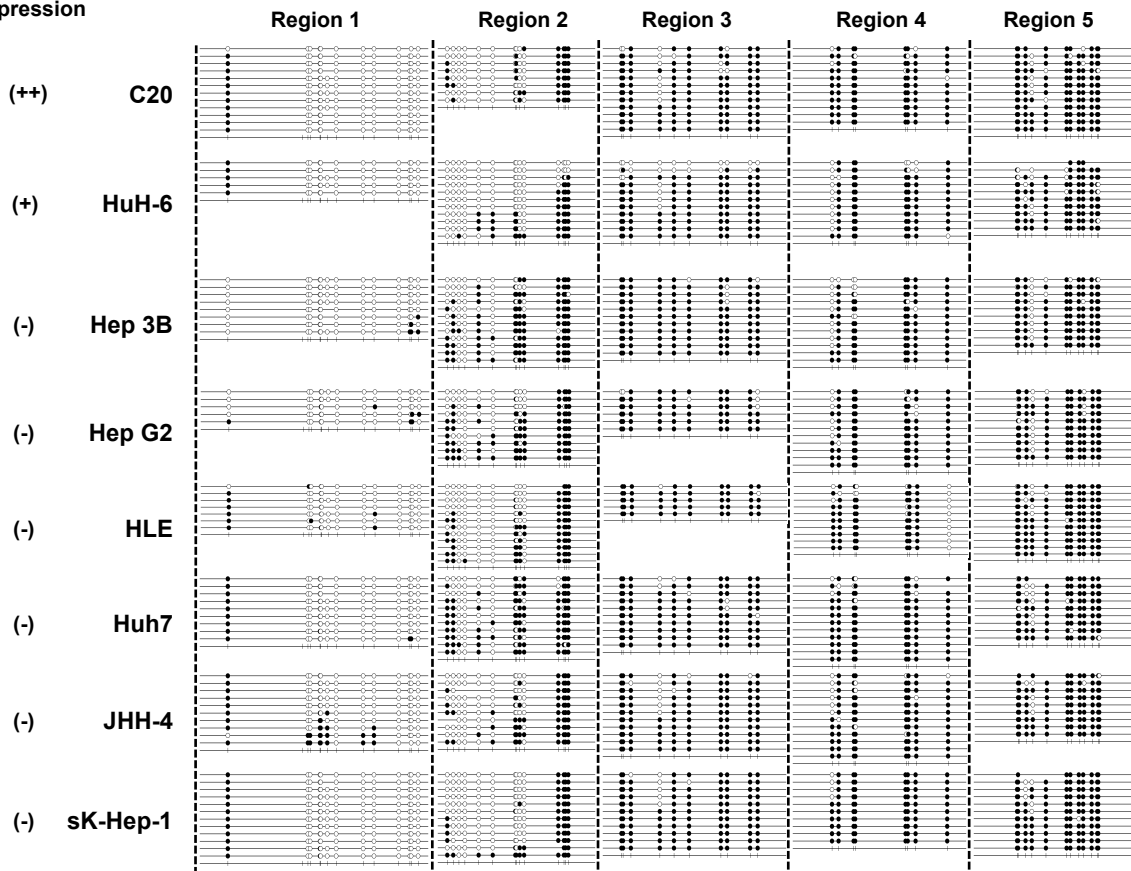 pression
Region 1 Region 2 Region 3 Region 4 Region 5
(++) C20
(+) HuH-6
(-) Hep 3B
(-) Hep G2
(-) HLE
(-) Huh7
(-) JHH-4
(-) sK-Hep-1